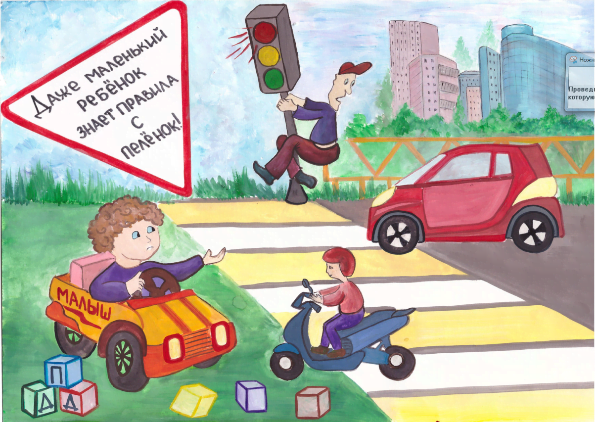 Даже маленький
ребёнок
знает правила
с
пелёнок!
Малыш
П
Д Д